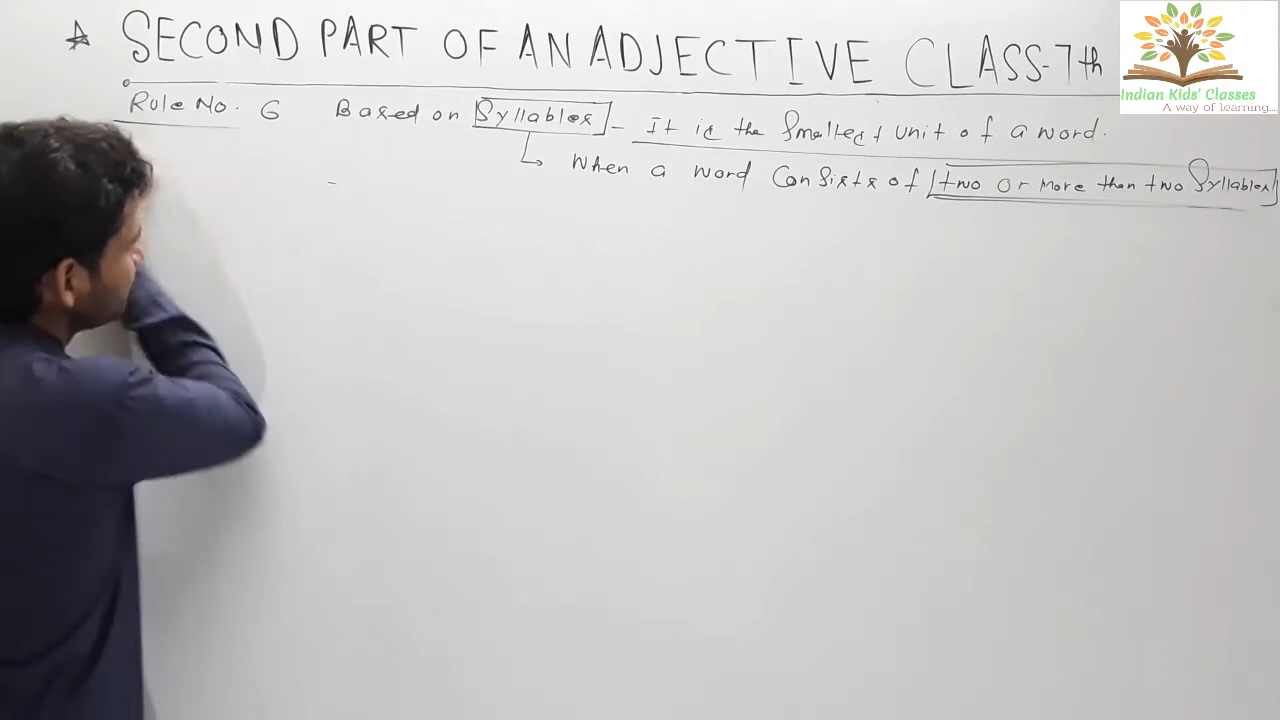 ☆ SECOND PART OF AN ADJECTIVE CLASS-7th
Rule No. 6 Based on Syllables - It is the Smallest unit of a word.
↳ When a word Consists of two or more than two Syllables
Indian Kids' Classes
A way of learning...